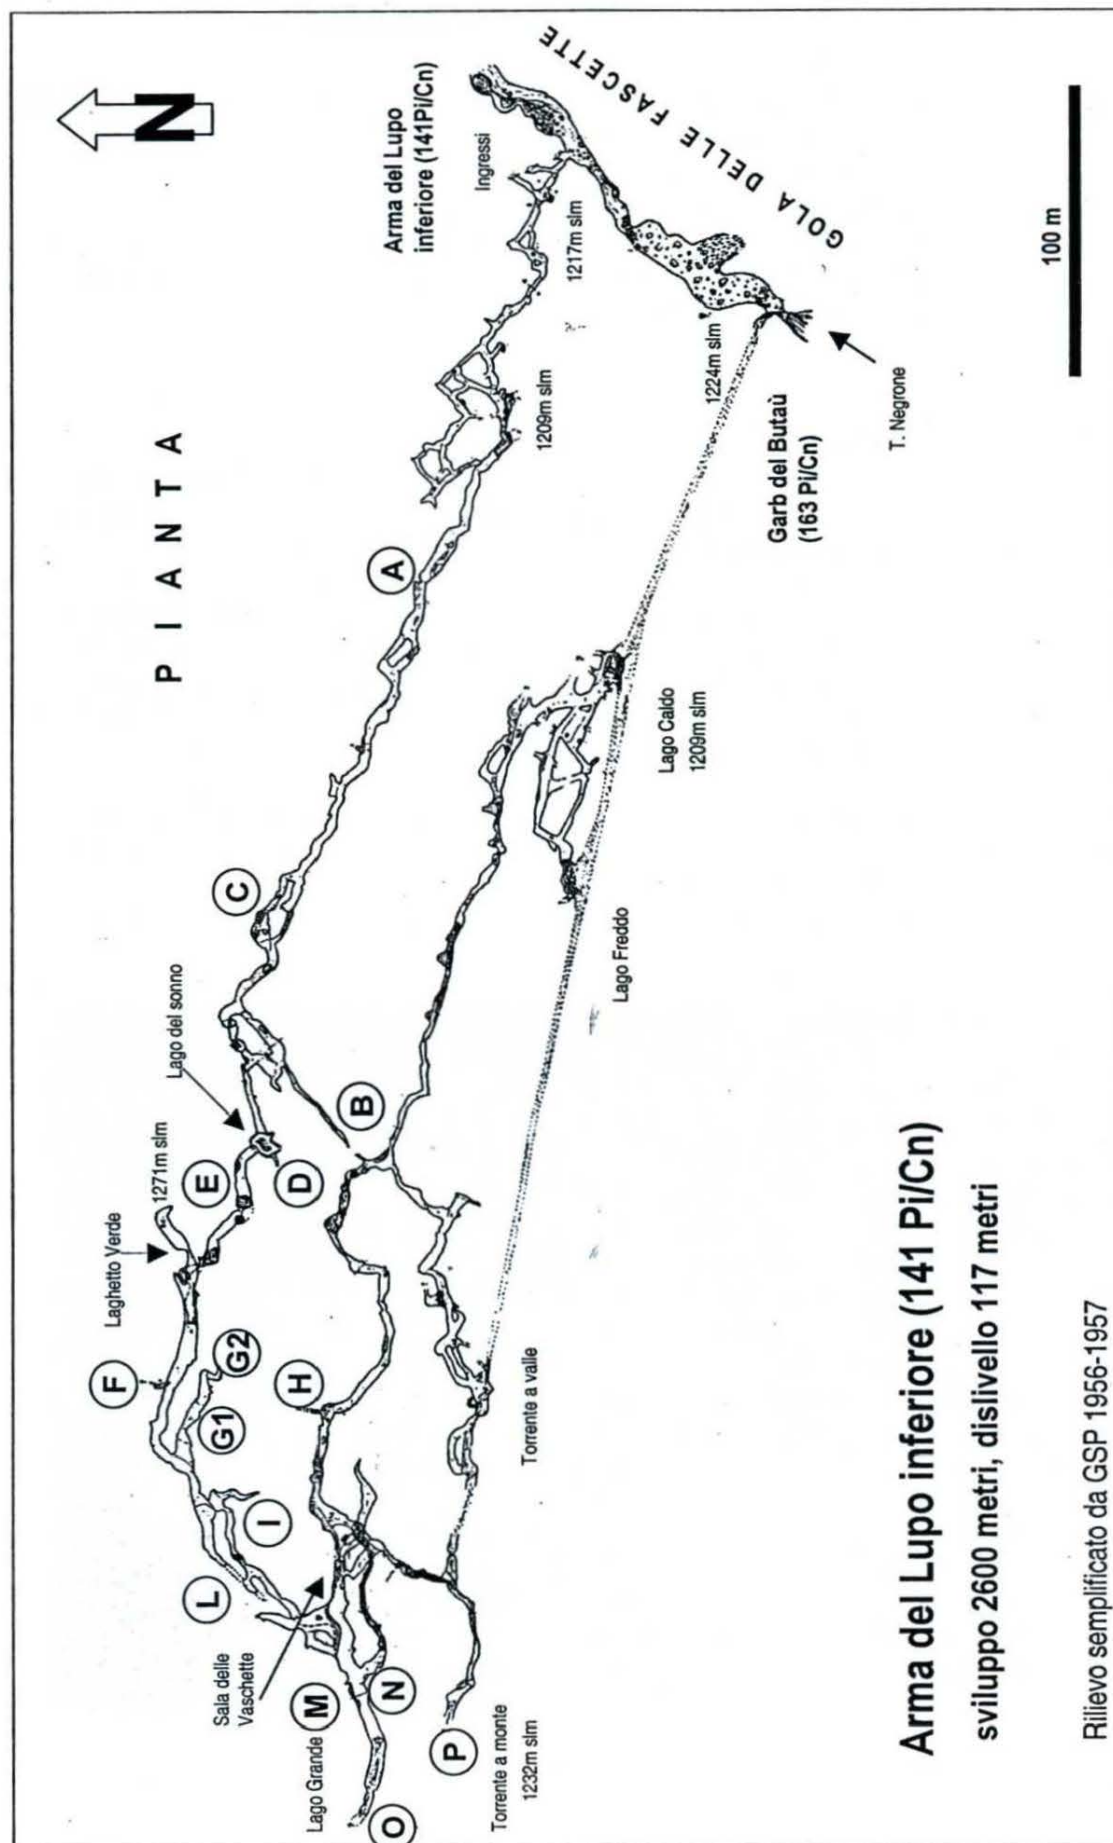 N
PIANTA
Arma del Lupo
inferiore (141Pi/Cn)
Ingressi
GOLA DELLE FASCETTE
1217m slm
1209m slm
1224m slm
T. Negrone
Garb del Butaù
(163 Pi/Cn)
100 m
A
C
Lago del sonno
B
Lago Caldo
1209m slm
Lago Freddo
1271m slm
Laghetto Verde
E
D
F
G1
G2
H
I
L
Sala delle
Vaschette
M
N
Lago Grande
O
P
Torrente a monte
1232m slm
Torrente a valle
Arma del Lupo inferiore (141 Pi/Cn)
sviluppo 2600 metri, dislivello 117 metri
Rilievo semplificato da GSP 1956-1957